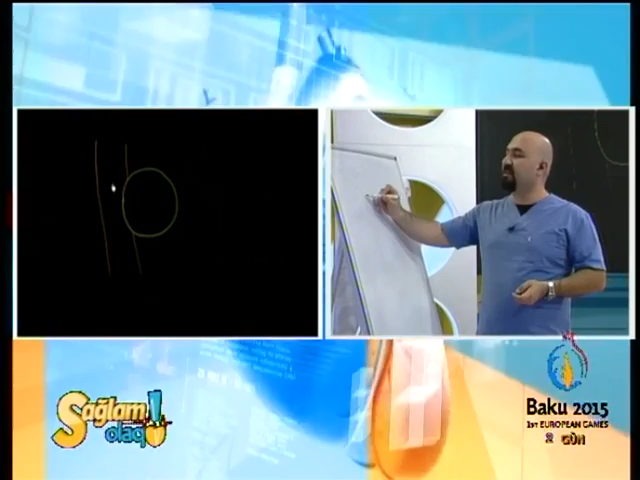 Sağlam
olaq!
Baku 2015
1ST EUROPEAN GAMES
2 GÜN